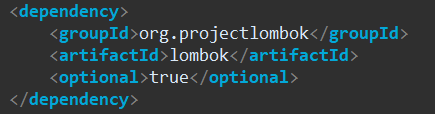 <dependency>
<groupId>org.projectlombok</groupId>
<artifactId>lombok</artifactId>
<optional>true</optional>
</dependency>